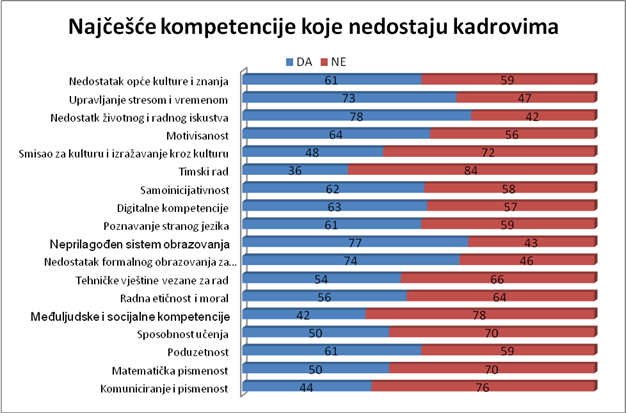 Najčešće kompetencije koje nedostaju kadrovima
DA NE
Nedostatak opće kulture i znanja 61 59
Upravljanje stresom i vremenom 73 47
Nedostatk životnog i radnog iskustva 78 42
Motivisanost 64 56
Smisao za kulturu i izražavanje kroz kulturu 48 72
Timski rad 36 84
Samoinicijativnost 62 58
Digitalne kompetencije 63 57
Poznavanje stranog jezika 61 59
Neprilagođen sistem obrazovanja 77 43
Nedostatak formalnog obrazovanja za... 74 46
Tehničke vještine vezane za rad 54 66
Radna etičnost i moral 56 64
Međuljudske i socijalne kompetencije 42 78
Sposobnost učenja 50 70
Poduzetnost 61 59
Matematička pismenost 50 70
Komuniciranje i pismenost 44 76